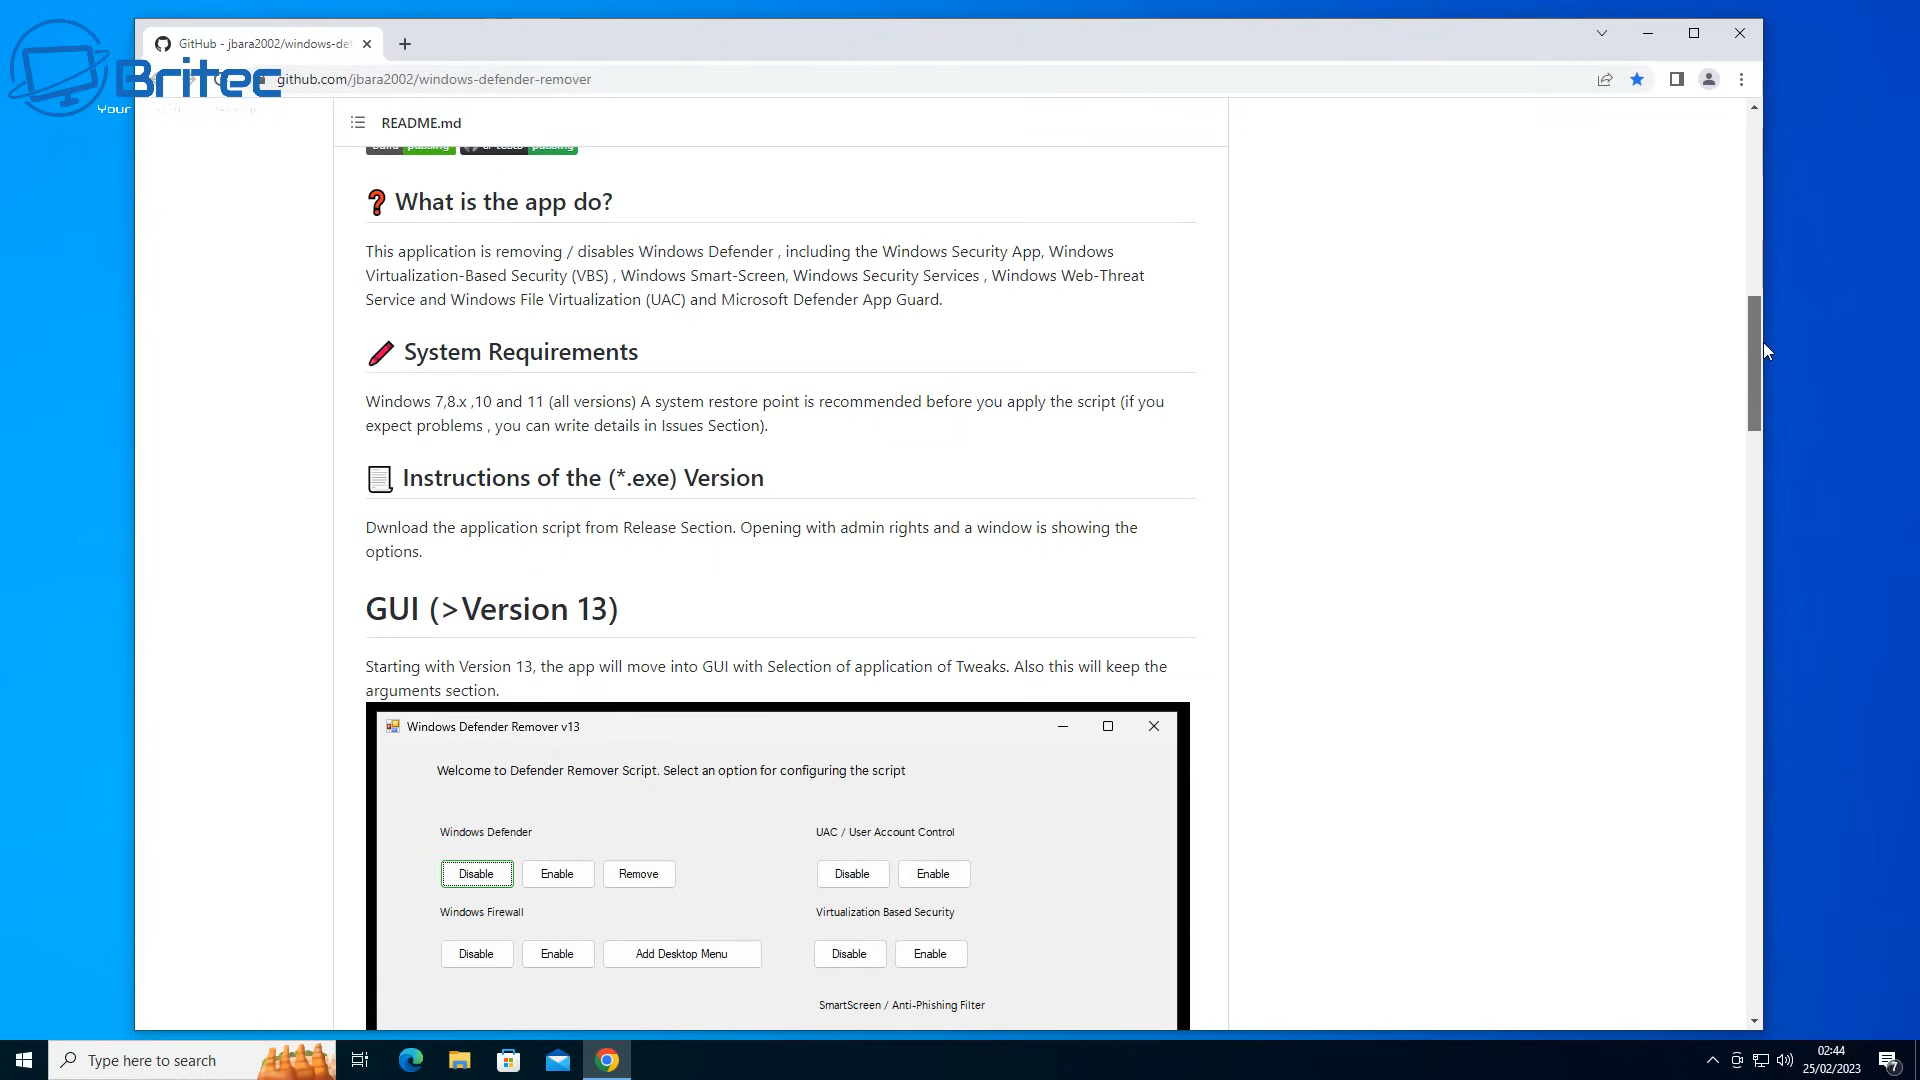 GitHub - jbara2002/windows-def
Britec
Your
github.com/jbara2002/windows-defender-remover
README.md
passing passing
What is the app do?
This application is removing / disables Windows Defender , including the Windows Security App, Windows
Virtualization-Based Security (VBS) , Windows Smart-Screen, Windows Security Services , Windows Web-Threat
Service and Windows File Virtualization (UAC) and Microsoft Defender App Guard.
System Requirements
Windows 7,8.x ,10 and 11 (all versions) A system restore point is recommended before you apply the script (if you
expect problems , you can write details in Issues Section).
Instructions of the (*.exe) Version
Dwnload the application script from Release Section. Opening with admin rights and a window is showing the
options.
GUI (>Version 13)
Starting with Version 13, the app will move into GUI with Selection of application of Tweaks. Also this will keep the
arguments section.
Windows Defender Remover v13
Welcome to Defender Remover Script. Select an option for configuring the script
Windows Defender UAC / User Account Control
Disable Enable Remove Disable Enable
Windows Firewall Virtualization Based Security
Disable Enable Add Desktop Menu Disable Enable
SmartScreen / Anti-Phishing Filter
Type here to search
02:44
25/02/2023
7